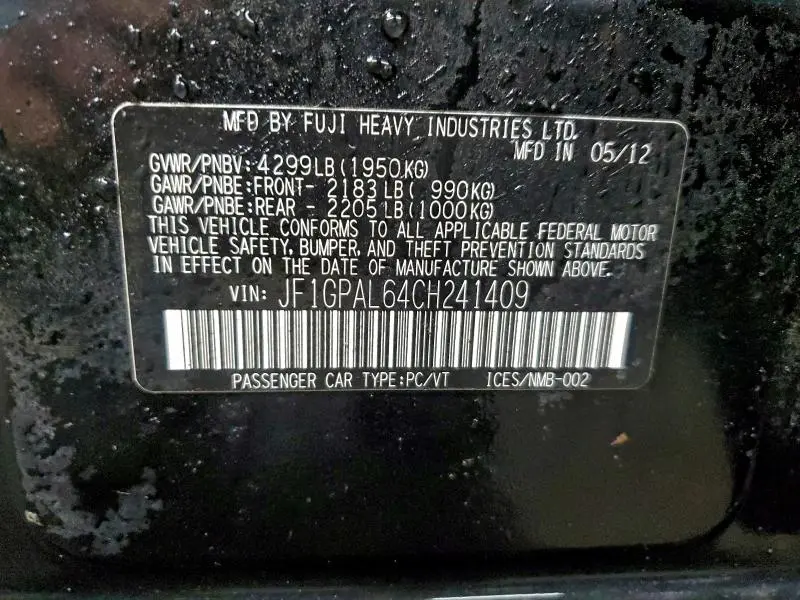 MFD BY FUJI HEAVY INDUSTRIES LTD.
MFD IN 05/12
GVWR/PNBV: 4299LB (1950KG)
GAWR/PNBE: FRONT- 2183LB ( 990KG)
GAWR/PNBE: REAR - 2205LB (1000KG)
THIS VEHICLE CONFORMS TO ALL APPLICABLE FEDERAL MOTOR
VEHICLE SAFETY, BUMPER, AND THEFT PREVENTION STANDARDS
IN EFFECT ON THE DATE OF MANUFACTURE SHOWN ABOVE.
VIN: JF1GPAL64CH241409
PASSENGER CAR TYPE:PC/VT ICES/NMB-002